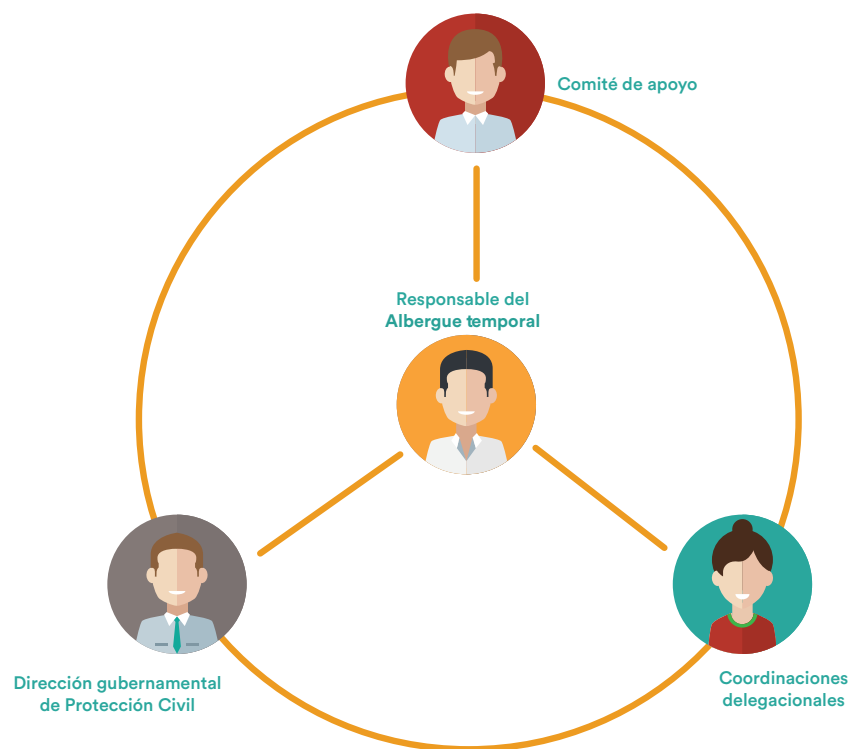 Comité de apoyo
Responsable del
Albergue temporal
Dirección gubernamental
de Protección Civil
Coordinaciones
delegacionales